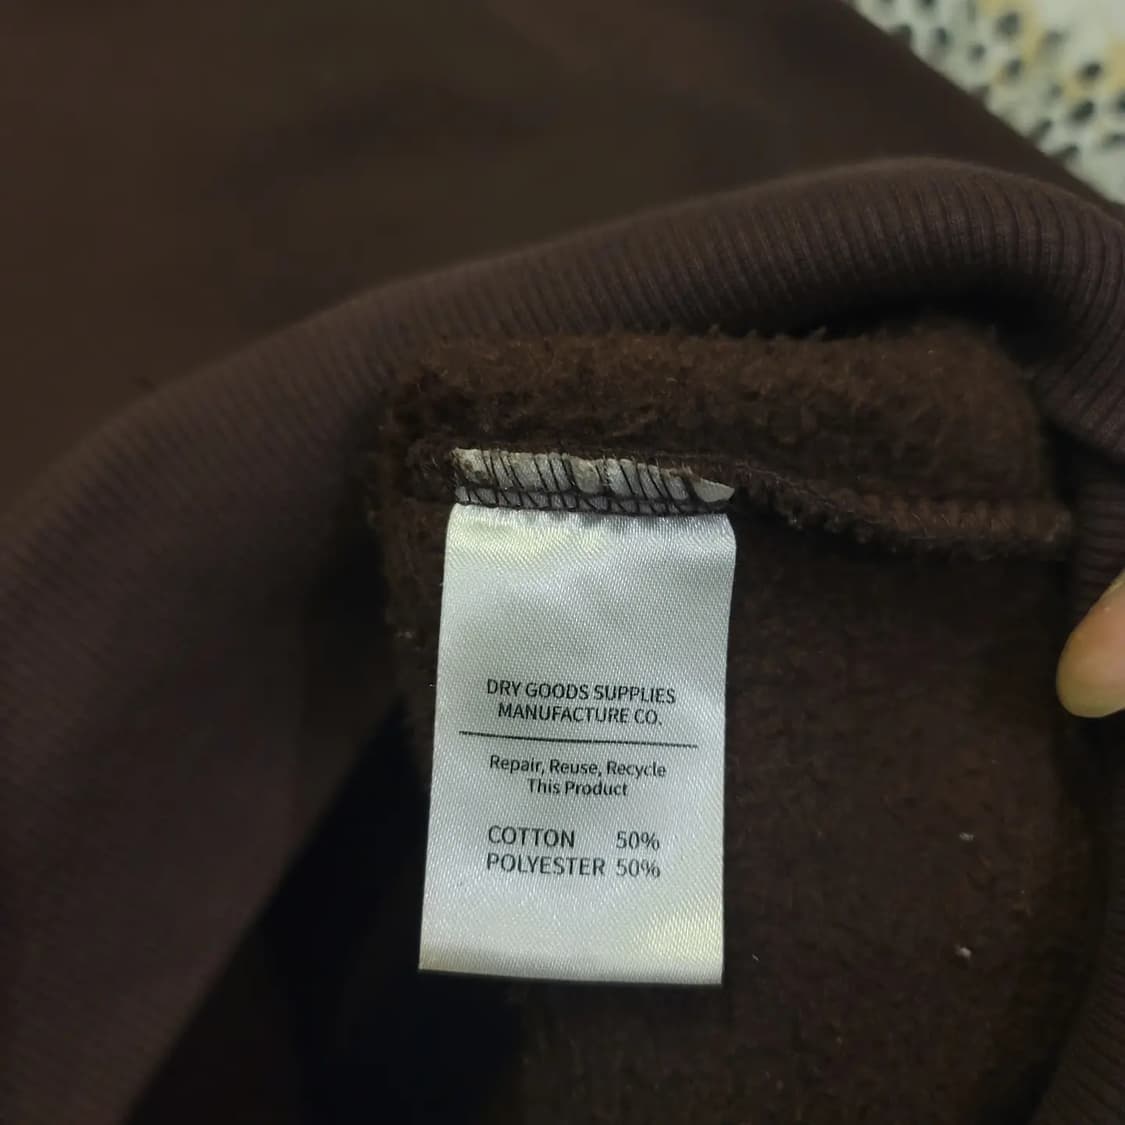 DRY GOODS SUPPLIES
MANUFACTURE CO.
Repair, Reuse, Recycle
This Product
COTTON 50%
POLYESTER 50%